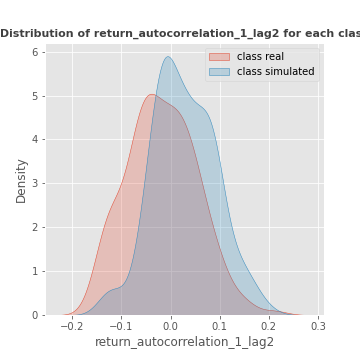 Distribution of return_autocorrelation_1_lag2 for each clas
class real
class simulated
6
5
4
3
2
1
0
Density
−0.2 −0.1 0.0 0.1 0.2 0.3
return_autocorrelation_1_lag2